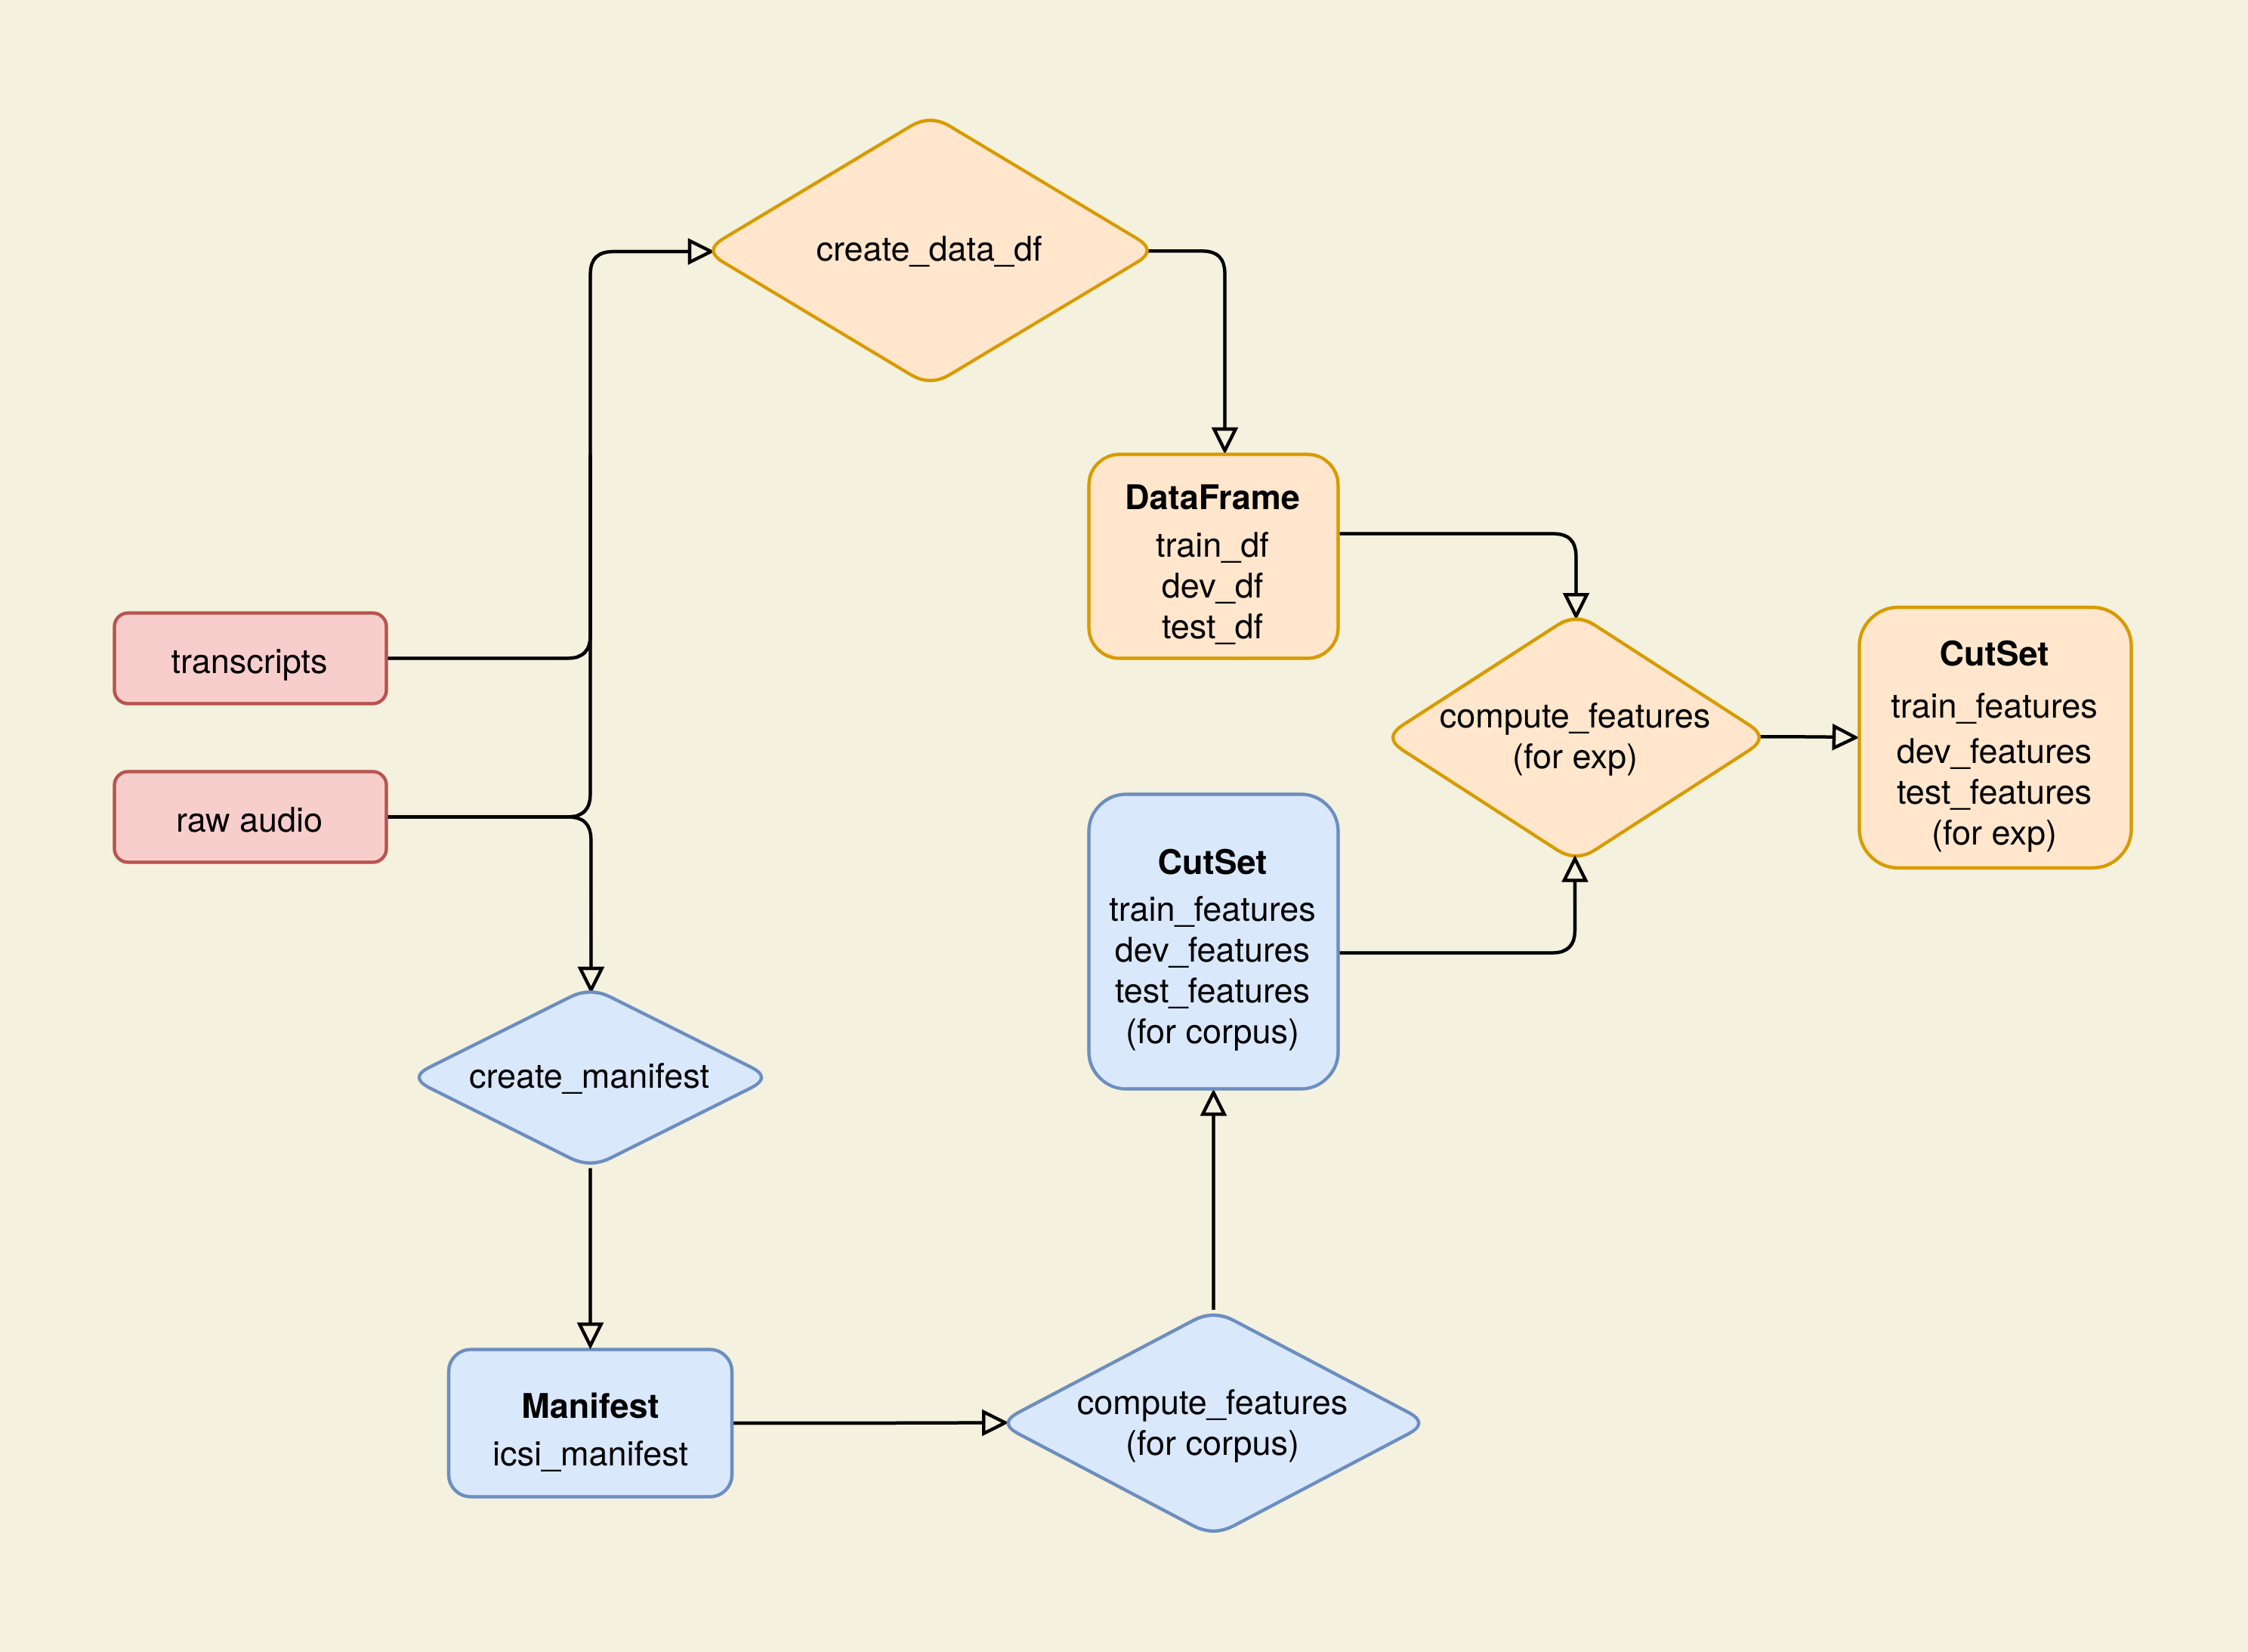 create_data_df
DataFrame
train_df
dev_df
test_df
transcripts
raw audio
compute_features
(for exp)
CutSet
train_features
dev_features
test_features
(for exp)
CutSet
train_features
dev_features
test_features
(for corpus)
create_manifest
Manifest
icsi_manifest
compute_features
(for corpus)